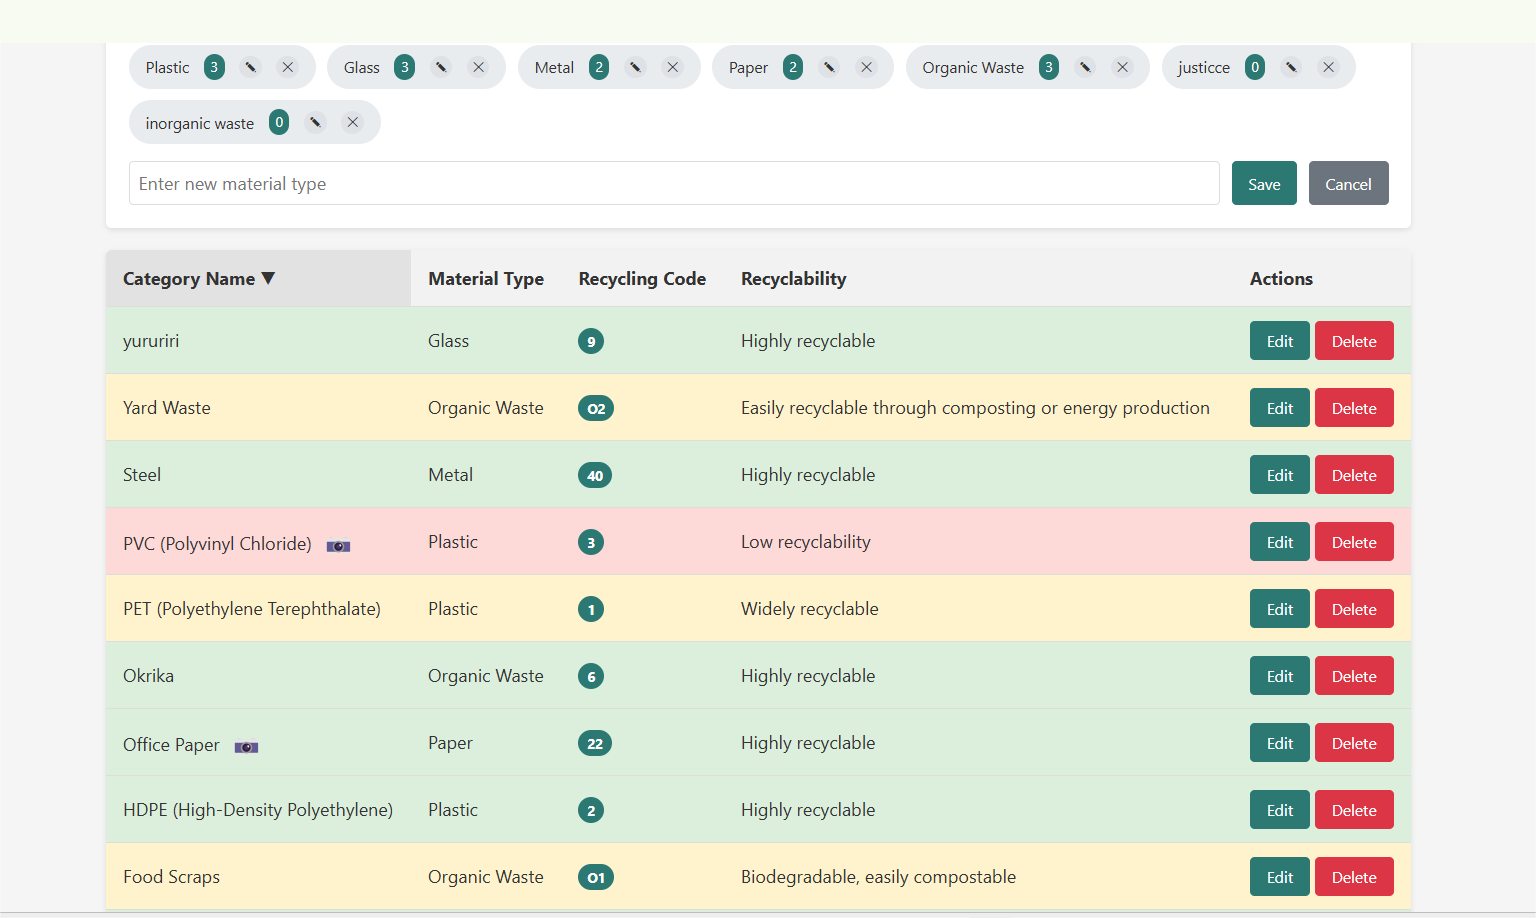 Plastic 3 Glass 3 Metal 2 Paper 2 Organic Waste 3 justicce 0
inorganic waste 0
Enter new material type Save Cancel
Category Name ▼ Material Type Recycling Code Recyclability Actions
yururiri Glass 9 Highly recyclable Edit Delete
Yard Waste Organic Waste O2 Easily recyclable through composting or energy production Edit Delete
Steel Metal 40 Highly recyclable Edit Delete
PVC (Polyvinyl Chloride) Plastic 3 Low recyclability Edit Delete
PET (Polyethylene Terephthalate) Plastic 1 Widely recyclable Edit Delete
Okrika Organic Waste 6 Highly recyclable Edit Delete
Office Paper Paper 22 Highly recyclable Edit Delete
HDPE (High-Density Polyethylene) Plastic 2 Highly recyclable Edit Delete
Food Scraps Organic Waste O1 Biodegradable, easily compostable Edit Delete